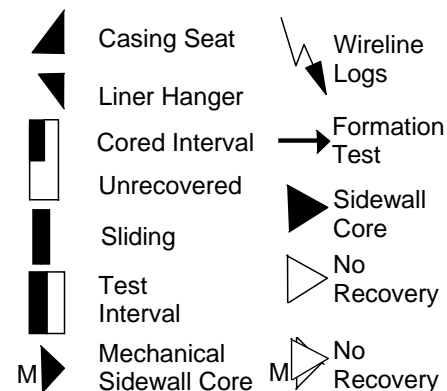 Casing Seat
Liner Hanger
Cored Interval
Unrecovered
Sliding
Test
Interval
M Mechanical
Sidewall Core
Wireline
Logs
Formation
Test
Sidewall
Core
No
Recovery
M No
Recovery